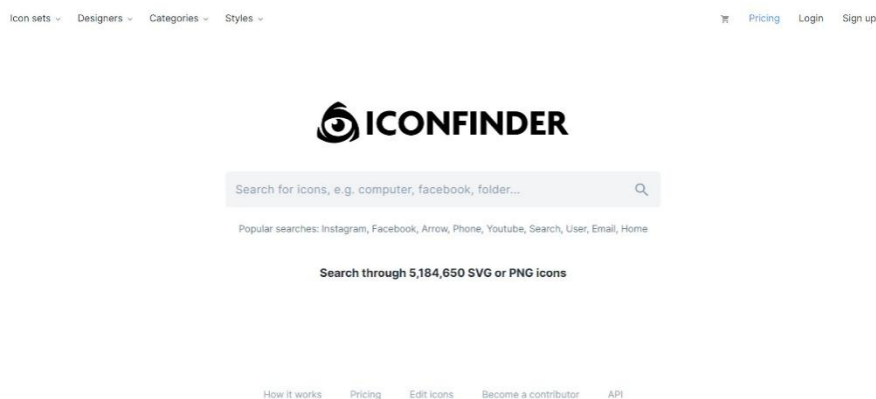 Icon sets Designers Categories Styles Pricing Login Sign up
ICONFINDER
Search for icons, e.g. computer, facebook, folder...
Popular searches: Instagram, Facebook, Arrow, Phone, Youtube, Search, User, Email, Home
Search through 5,184,650 SVG or PNG icons
How it works Pricing Edit icons Become a contributor API